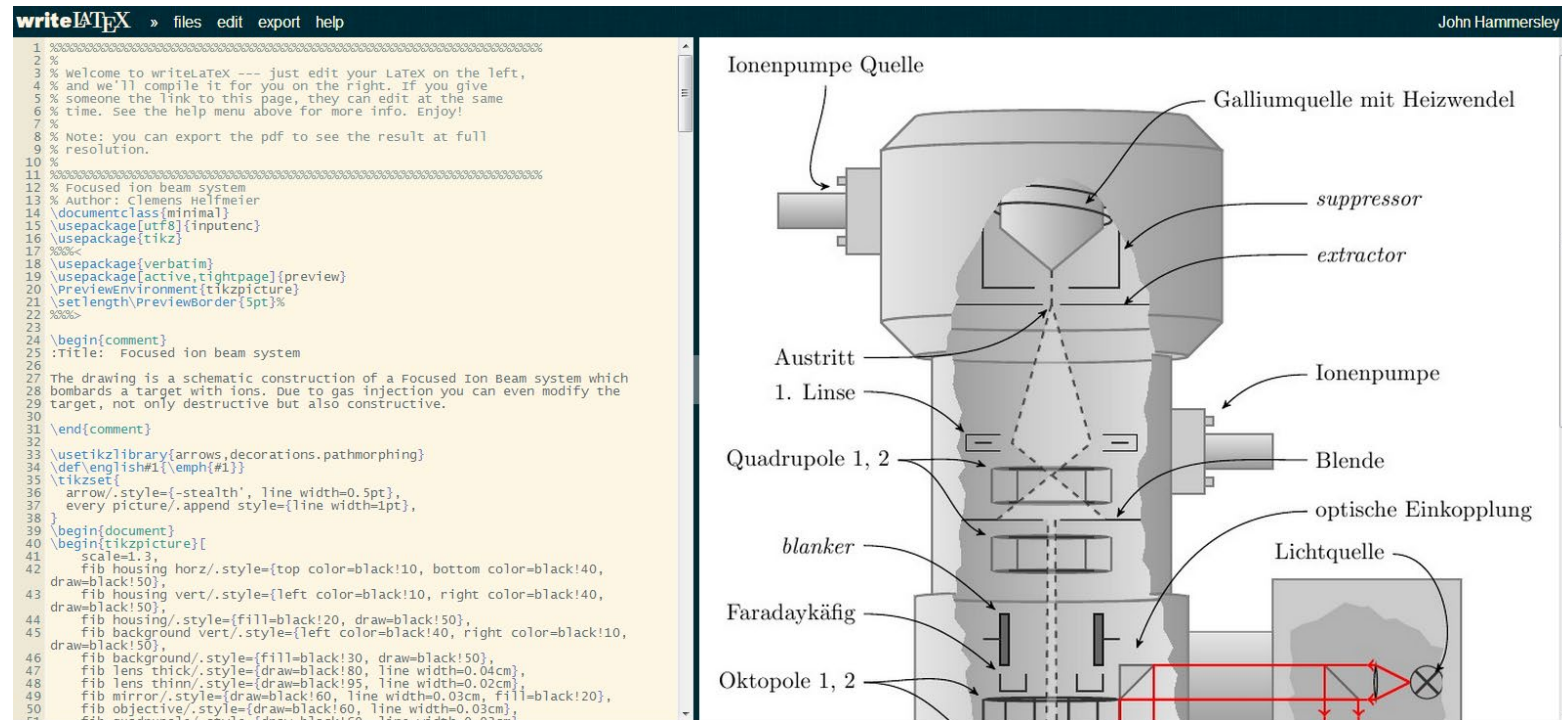 writeLaTeX » files edit export help
John Hammersley
1 %%%%%%%%%%%%%%%%%%%%%%%%%%%%%%%%%%%%%%%%%%%%%%%%%%%%%%%%%%%%%%%%
2 %
3 % Welcome to writeLaTeX --- just edit your LaTeX on the left,
4 % and we'll compile it for you on the right. If you give
5 % someone the link to this page, they can edit at the same
6 % time. See the help menu above for more info. Enjoy!
7 %
8 % Note: you can export the pdf to see the result at full
9 % resolution.
10 %
11 %%%%%%%%%%%%%%%%%%%%%%%%%%%%%%%%%%%%%%%%%%%%%%%%%%%%%%%%%%%%%%%%
12 % Focused ion beam system
13 % Author: Clemens Helfmeier
14 \documentclass{minimal}
15 \usepackage[utf8]{inputenc}
16 \usepackage{tikz}
17 %%%<
18 \usepackage{verbatim}
19 \usepackage[active,tightpage]{preview}
20 \PreviewEnvironment{tikzpicture}
21 \setlength\PreviewBorder{5pt}%
22 %%%>
23
24 \begin{comment}
25 :Title: Focused ion beam system
26
27 The drawing is a schematic construction of a Focused Ion Beam system which
28 bombards a target with ions. Due to gas injection you can even modify the
29 target, not only destructive but also constructive.
30
31 \end{comment}
32
33 \usetikzlibrary{arrows,decorations.pathmorphing}
34 \def\english#1{\emph{#1}}
35 \tikzset{
36 arrow/.style={-stealth', line width=0.5pt},
37 every picture/.append style={line width=1pt},
38 }
39 \begin{document}
40 \begin{tikzpicture}[
41 scale=1.3,
42 fib housing horz/.style={top color=black!10, bottom color=black!40,
draw=black!50},
43 fib housing vert/.style={left color=black!10, right color=black!40,
draw=black!50},
44 fib housing/.style={fill=black!20, draw=black!50},
45 fib background vert/.style={left color=black!40, right color=black!10,
draw=black!50},
46 fib background/.style={fill=black!30, draw=black!50},
47 fib lens thick/.style={draw=black!80, line width=0.04cm},
48 fib lens thinn/.style={draw=black!95, line width=0.02cm},
49 fib mirror/.style={draw=black!60, line width=0.03cm, fill=black!20},
50 fib objective/.style={draw=black!60, line width=0.03cm},
Ionenpumpe Quelle
Galliumquelle mit Heizwendel
suppressor
extractor
Austritt
1. Linse
Ionenpumpe
Quadrupole 1, 2
Blende
optische Einkopplung
blanker
Lichtquelle
Faradaykäfig
Oktopole 1, 2